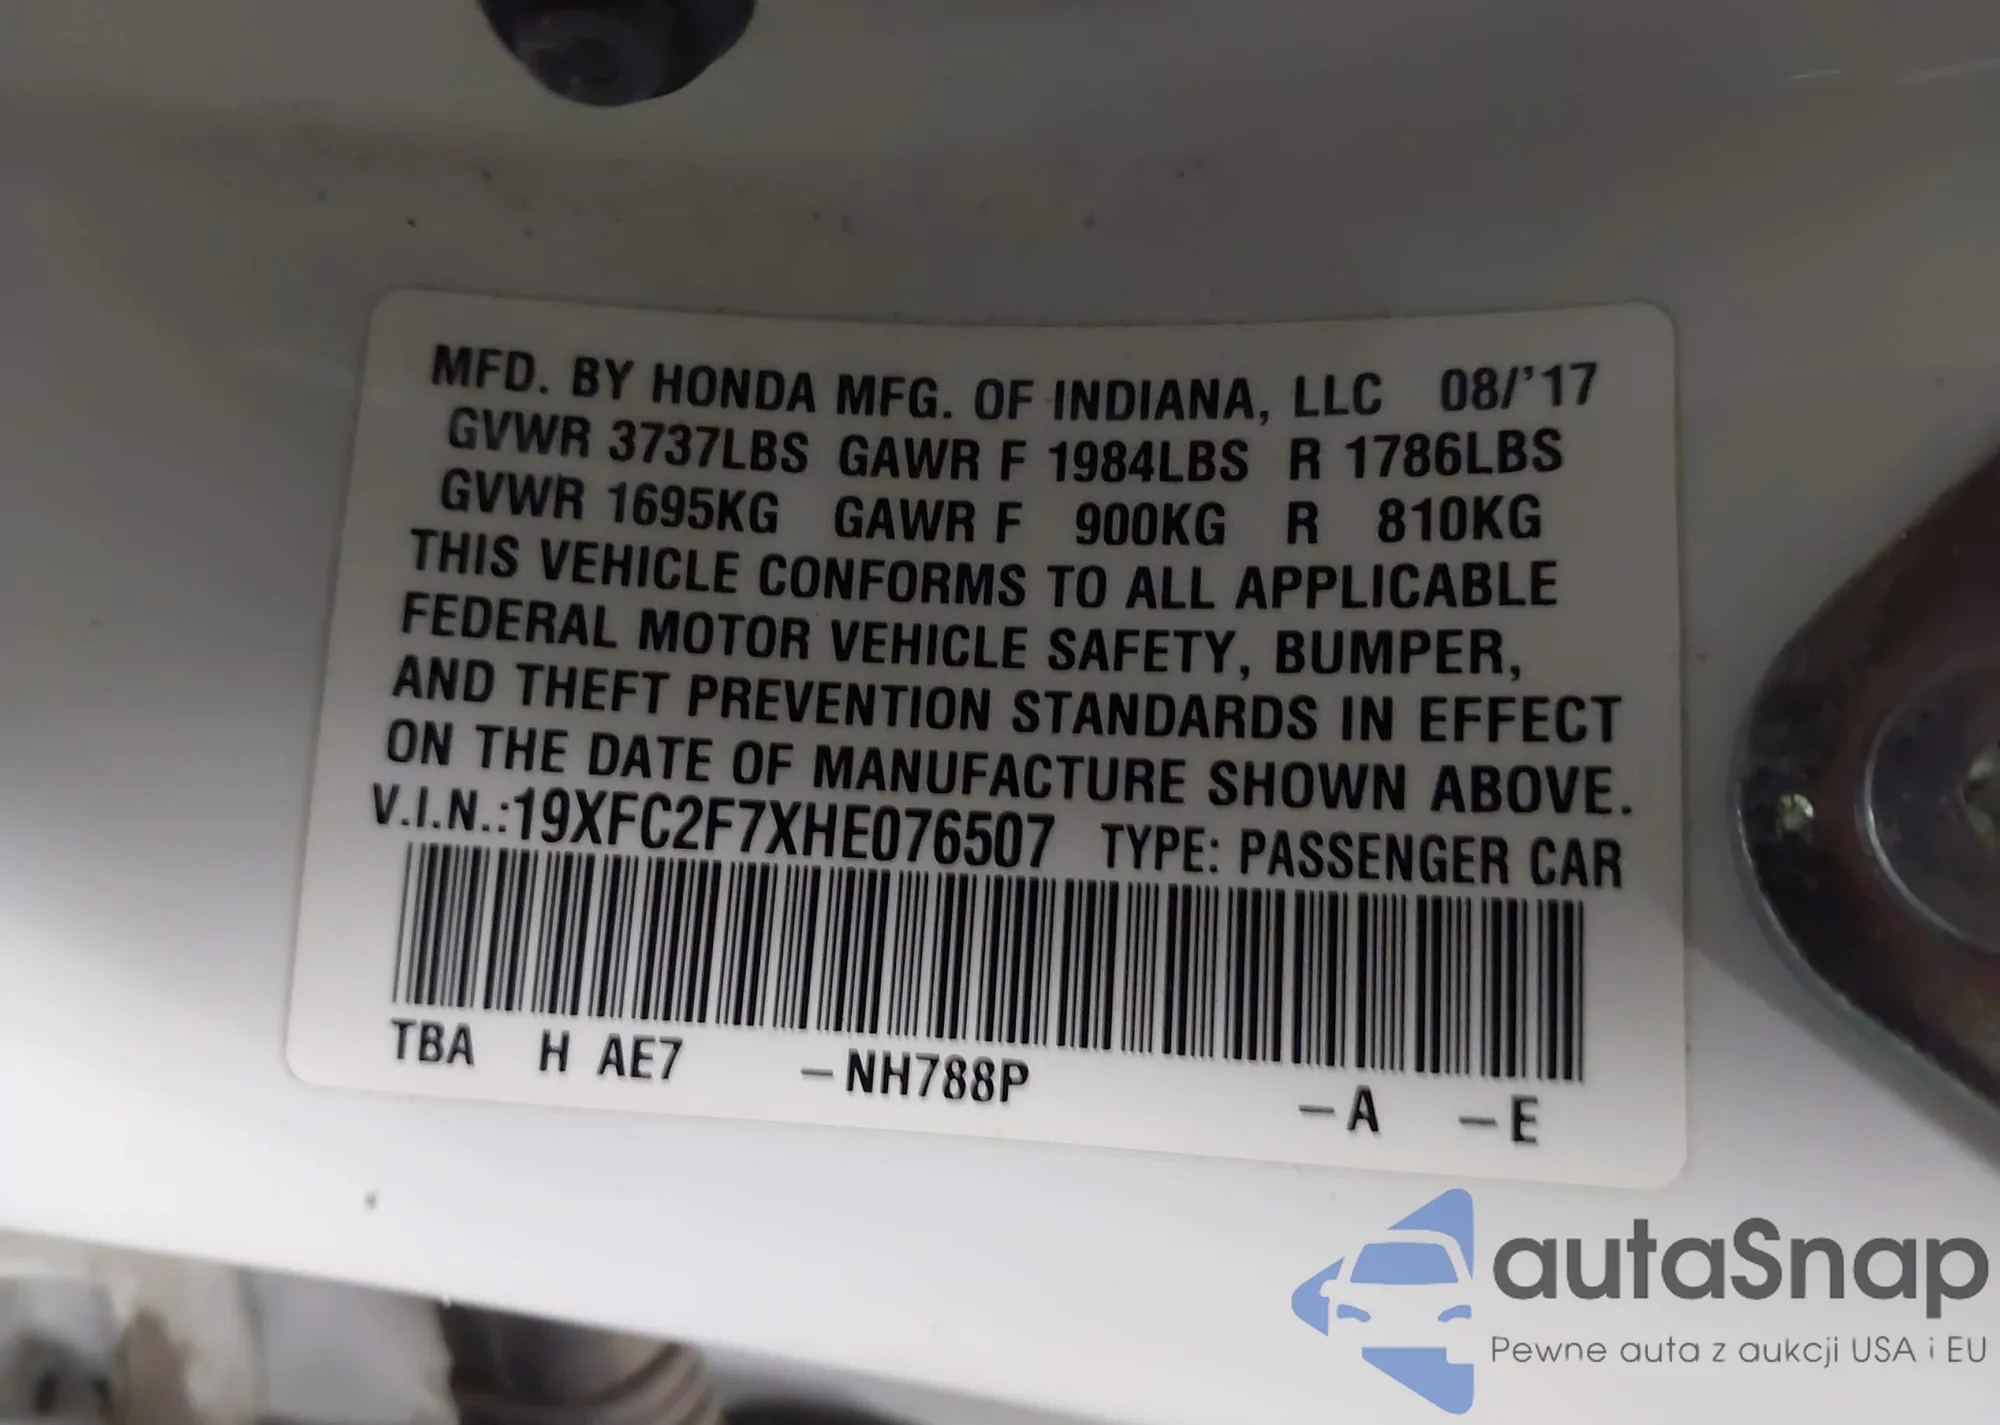 MFD. BY HONDA MFG. OF INDIANA, LLC 08/'17
GVWR 3737LBS GAWR F 1984LBS R 1786LBS
GVWR 1695KG GAWR F 900KG R 810KG
THIS VEHICLE CONFORMS TO ALL APPLICABLE
FEDERAL MOTOR VEHICLE SAFETY, BUMPER,
AND THEFT PREVENTION STANDARDS IN EFFECT
ON THE DATE OF MANUFACTURE SHOWN ABOVE.
V.I.N.:19XFC2F7XHE076507 TYPE: PASSENGER CAR
TBA H AE7 –NH788P –A –E
autaSnap
Pewne auta z aukcji USA i EU